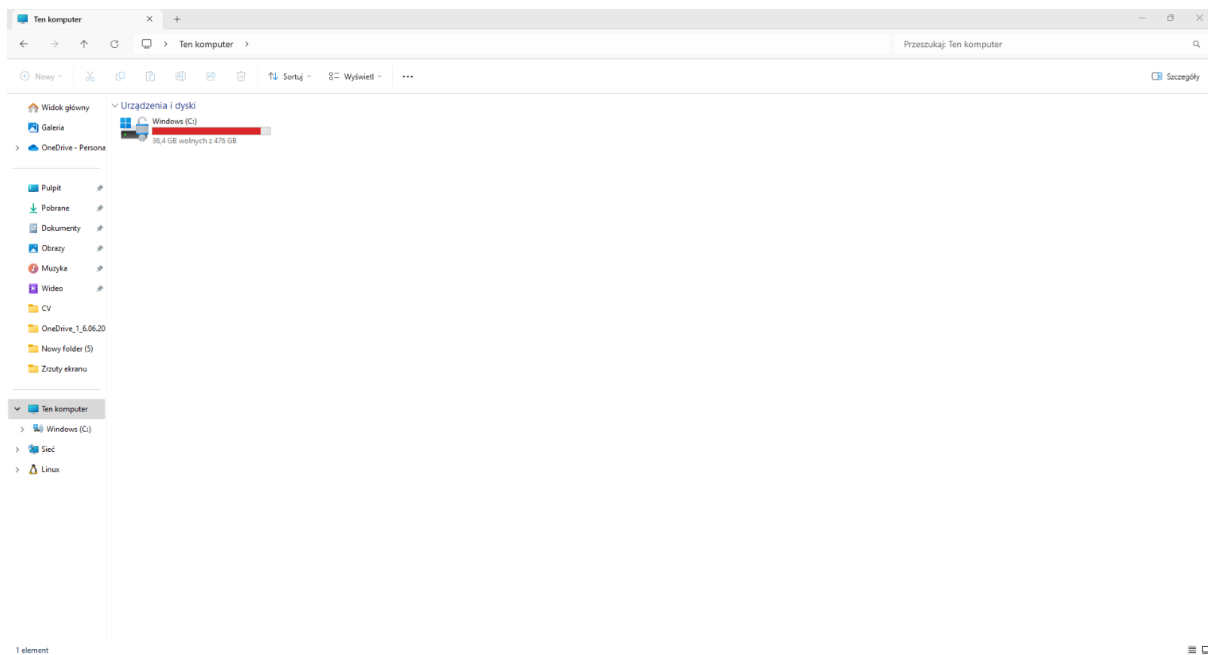 Ten komputer
Ten komputer
Przeszukaj: Ten komputer
Nowy
Sortuj
Wyświetl
Szczegóły
Widok główny
Galeria
OneDrive - Persona
Pulpit
Pobrane
Dokumenty
Obrazy
Muzyka
Wideo
CV
OneDrive_1_6.06.20
Nowy folder (5)
Zrzuty ekranu
Ten komputer
Windows (C:)
Sieć
Linux
Urządzenia i dyski
Windows (C:)
36,4 GB wolnych z 476 GB
1 element